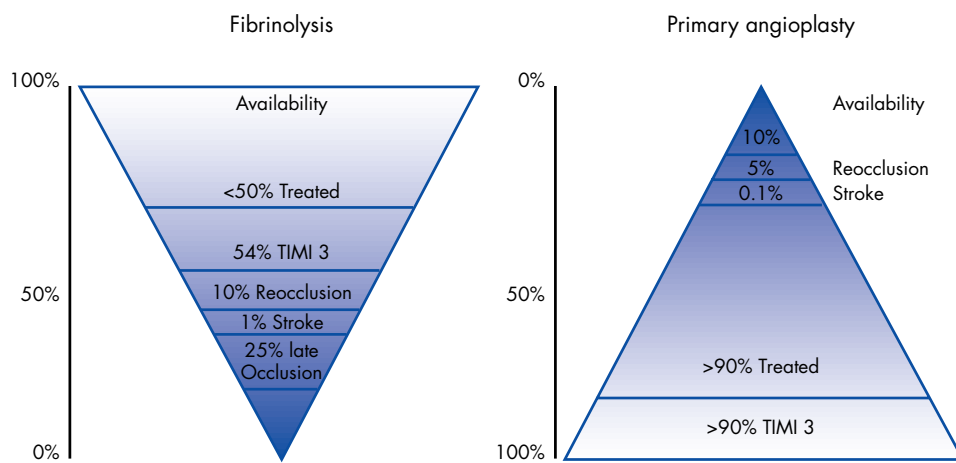 Fibrinolysis
100%
50%
0%
Availability
<50% Treated
54% TIMI 3
10% Reocclusion
1% Stroke
25% late
Occlusion
Primary angioplasty
0%
50%
100%
Availability
10%
5%
Reocclusion
0.1%
Stroke
>90% Treated
>90% TIMI 3